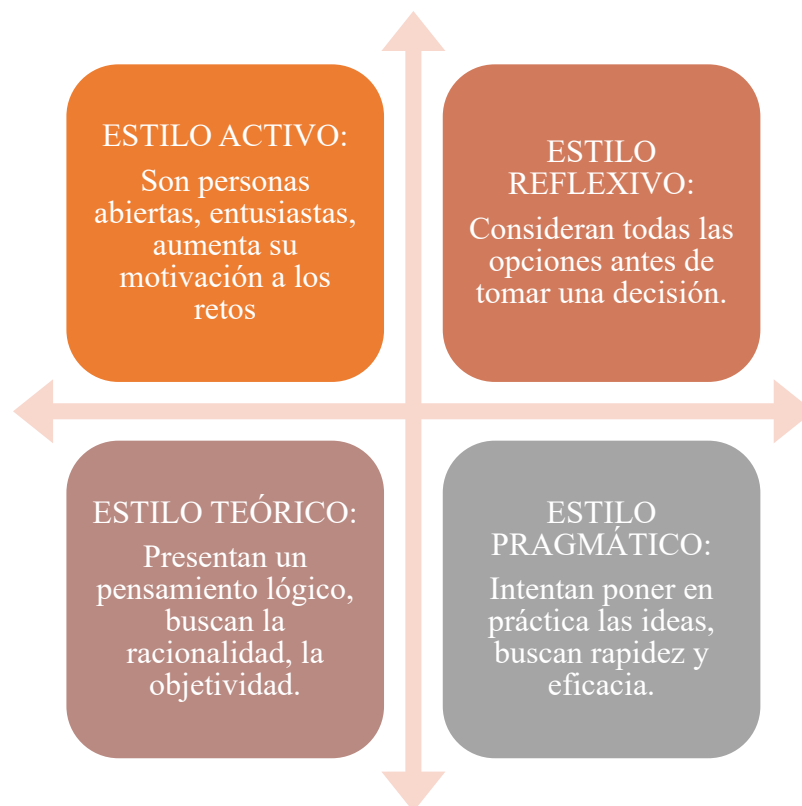 ESTILO ACTIVO:
Son personas
abiertas, entusiastas,
aumenta su
motivación a los
retos
ESTILO
REFLEXIVO:
Consideran todas las
opciones antes de
tomar una decisión.
ESTILO TEÓRICO:
Presentan un
pensamiento lógico,
buscan la
racionalidad, la
objetividad.
ESTILO
PRAGMÁTICO:
Intentan poner en
práctica las ideas,
buscan rapidez y
eficacia.